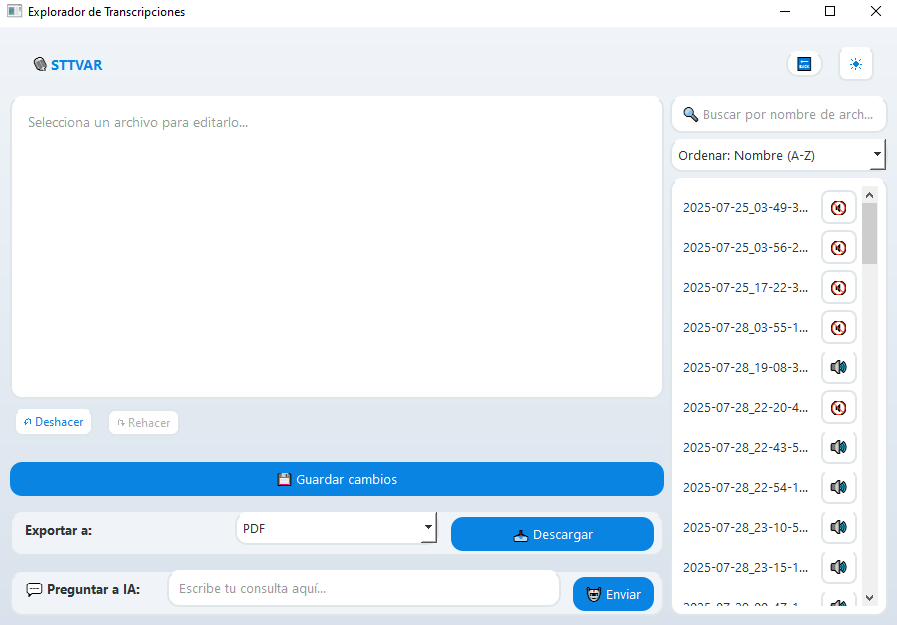 Explorador de Transcripciones
STTVAR
BACK
Selecciona un archivo para editarlo...
Deshacer
Rehacer
Guardar cambios
Exportar a:
PDF
Descargar
Preguntar a IA:
Escribe tu consulta aquí...
Enviar
Buscar por nombre de arch...
Ordenar: Nombre (A-Z)
2025-07-25_03-49-3...
2025-07-25_03-56-2...
2025-07-25_17-22-3...
2025-07-28_03-55-1...
2025-07-28_19-08-3...
2025-07-28_22-20-4...
2025-07-28_22-43-5...
2025-07-28_22-54-1...
2025-07-28_23-10-5...
2025-07-28_23-15-1...